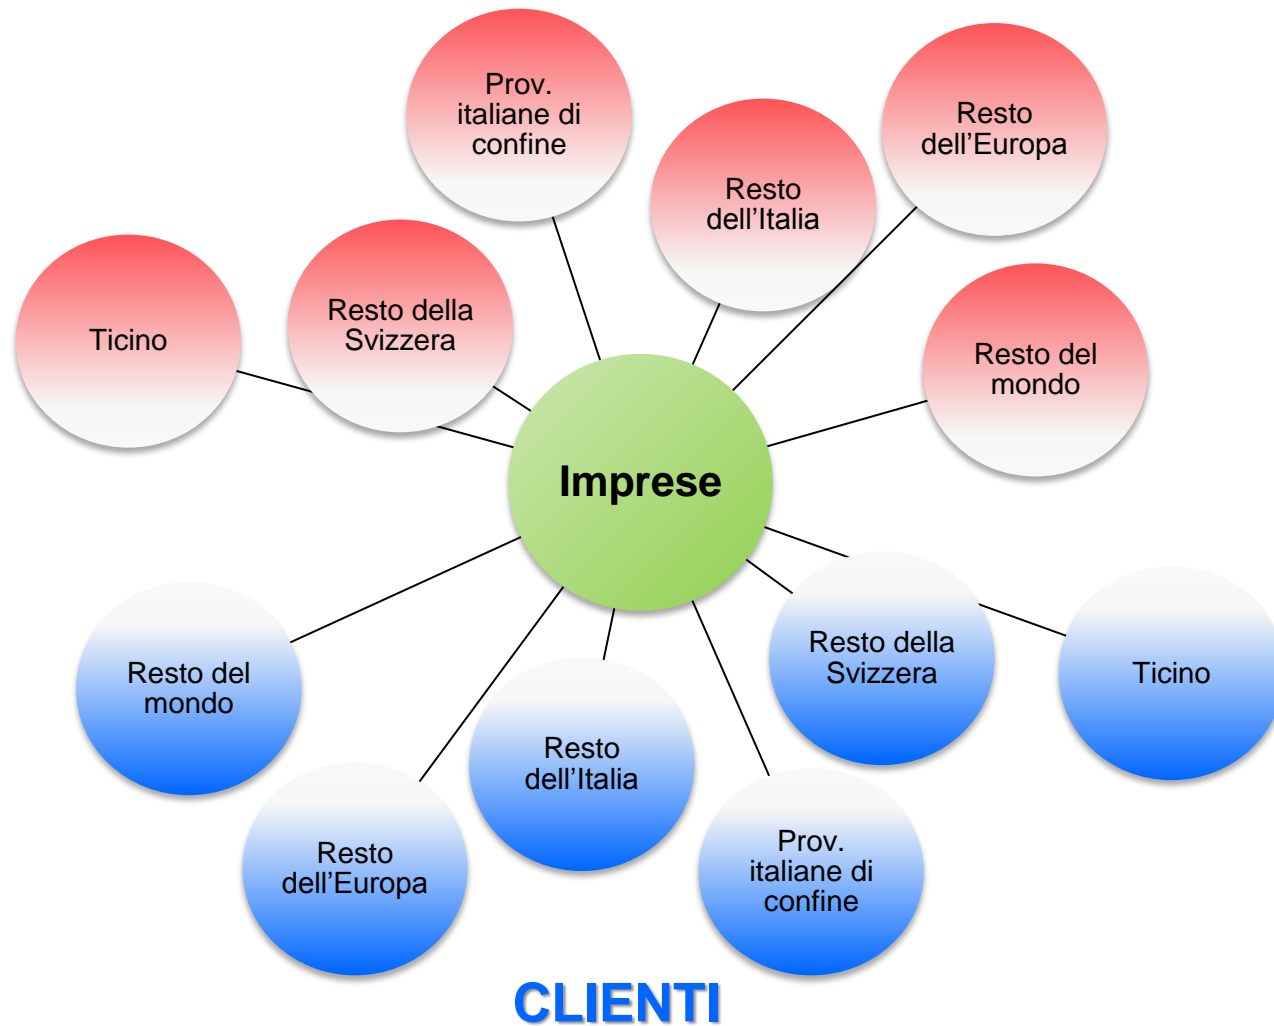 Prov.
italiane di
confine
Resto
dell’Europa
Resto
dell’Italia
Resto della
Svizzera
Ticino
Resto del
mondo
Imprese
Resto della
Svizzera
Ticino
Resto del
mondo
Resto
dell’Italia
Resto
dell’Europa
Prov.
italiane di
confine
CLIENTI